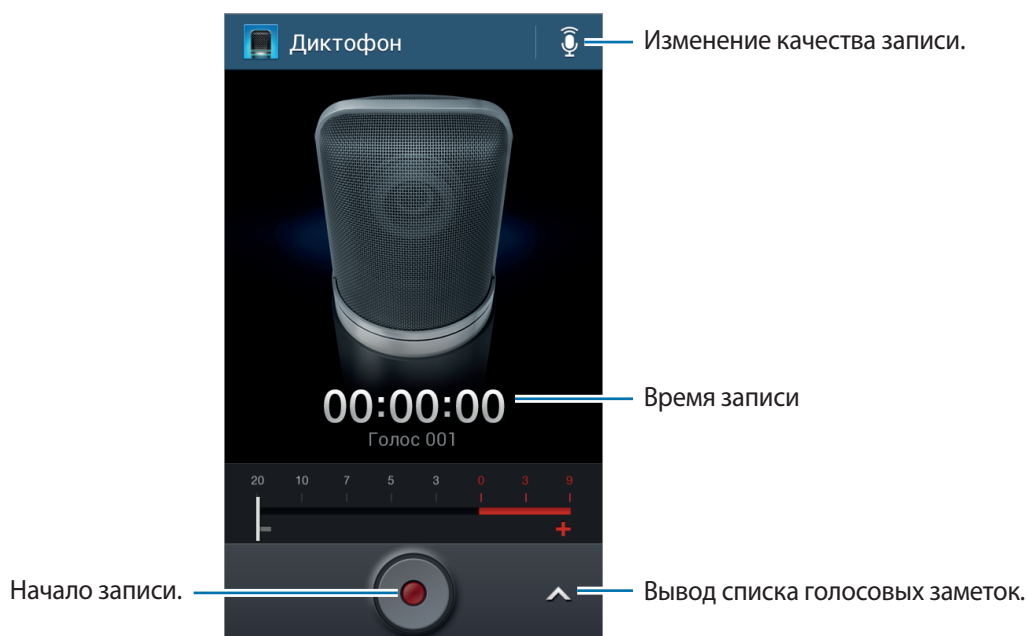 Диктофон
Изменение качества записи.
00:00:00
Время записи
Голос 001
20 10 7 5 3 0 3 9
- +
Начало записи.
Вывод списка голосовых заметок.